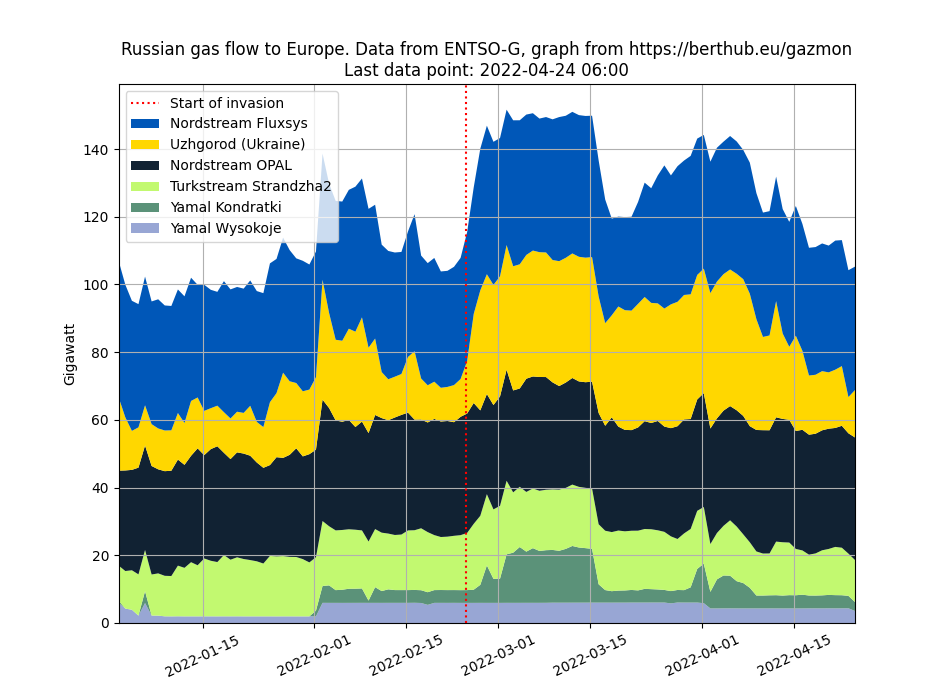 Russian gas flow to Europe. Data from ENTSO-G, graph from https://berthub.eu/gazmon
Last data point: 2022-04-24 06:00
Start of invasion
Nordstream Fluxsys
Uzhgorod (Ukraine)
Nordstream OPAL
Turkstream Strandzha2
Yamal Kondratki
Yamal Wysokoje
Gigawatt
140
120
100
80
60
40
20
0
2022-01-15
2022-02-01
2022-02-15
2022-03-01
2022-03-15
2022-04-01
2022-04-15